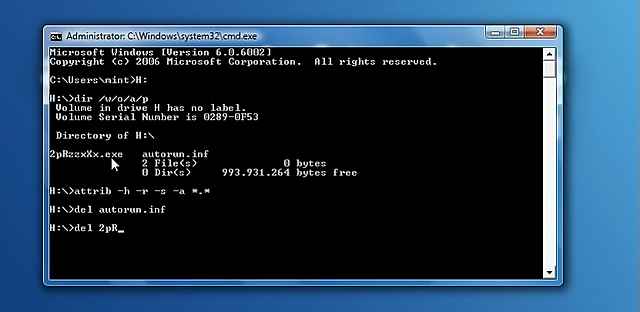 Administrator: C:\Windows\system32\cmd.exe
Microsoft Windows [Version 6.0.6002]
Copyright (c) 2006 Microsoft Corporation.  All rights reserved.
C:\Users\mint>H:
H:\>dir /w/o/a/p
Volume in drive H has no label.
Volume Serial Number is 0289-0F53
Directory of H:\
2pRzzxXx.exe   autorun.inf
2 File(s)              0 bytes
0 Dir(s)     993.931.264 bytes free
H:\>attrib -h -r -s -a *.*
H:\>del autorun.inf
H:\>del 2pR_